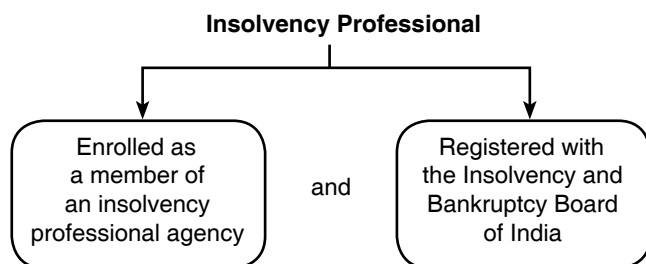 Insolvency Professional
Enrolled as
a member of
an insolvency
professional agency
and
Registered with
the Insolvency and
Bankruptcy Board
of India